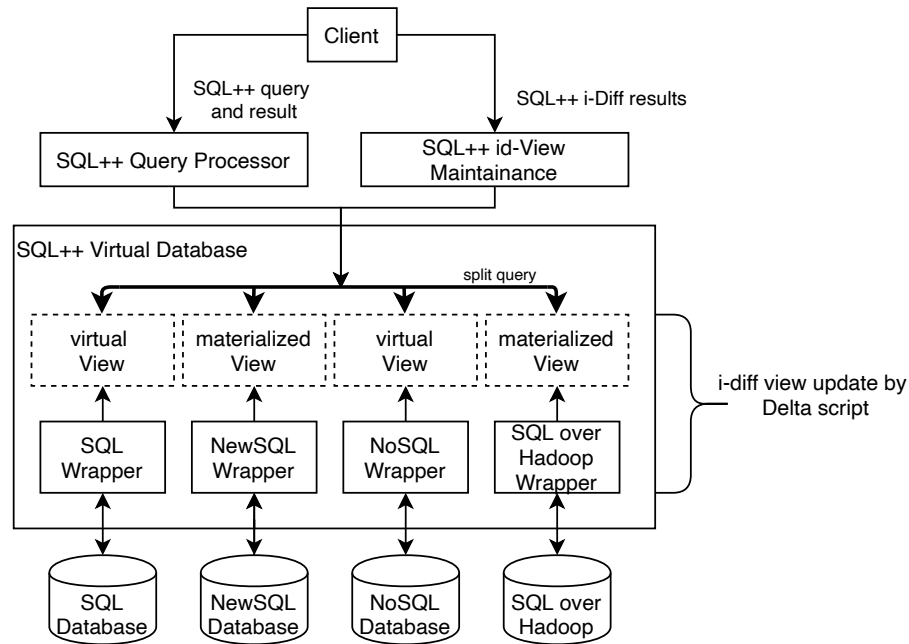 Client
SQL++ query
and result
SQL++ i-Diff results
SQL++ Query Processor
SQL++ id-View
Maintainance
SQL++ Virtual Database
split query
virtual
View
materialized
View
virtual
View
materialized
View
i-diff view update by
Delta script
SQL
Wrapper
NewSQL
Wrapper
NoSQL
Wrapper
SQL over
Hadoop
Wrapper
SQL
Database
NewSQL
Database
NoSQL
Database
SQL over
Hadoop